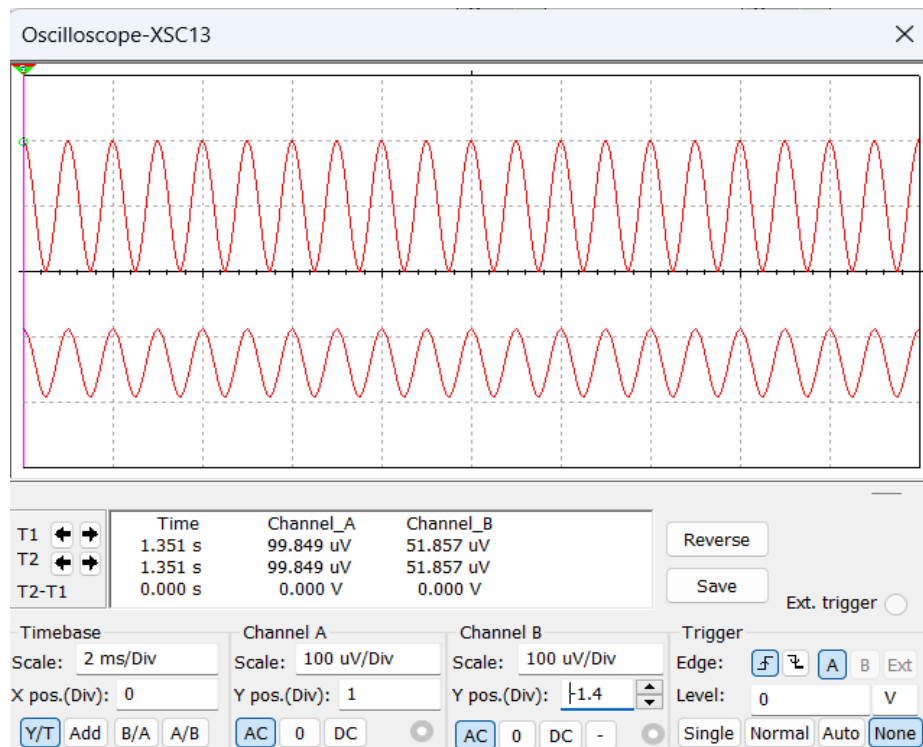 Oscilloscope-XSC13
Time Channel_A Channel_B
T1 1.351 s 99.849 uV 51.857 uV
T2 1.351 s 99.849 uV 51.857 uV
T2-T1 0.000 s 0.000 V 0.000 V
Reverse
Save
Ext. trigger
Timebase Channel A Channel B Trigger
Scale: 2 ms/Div Scale: 100 uV/Div Scale: 100 uV/Div Edge: A B Ext
X pos.(Div): 0 Y pos.(Div): 1 Y pos.(Div): -1.4 Level: 0 V
Y/T Add B/A A/B AC 0 DC AC 0 DC - Single Normal Auto None